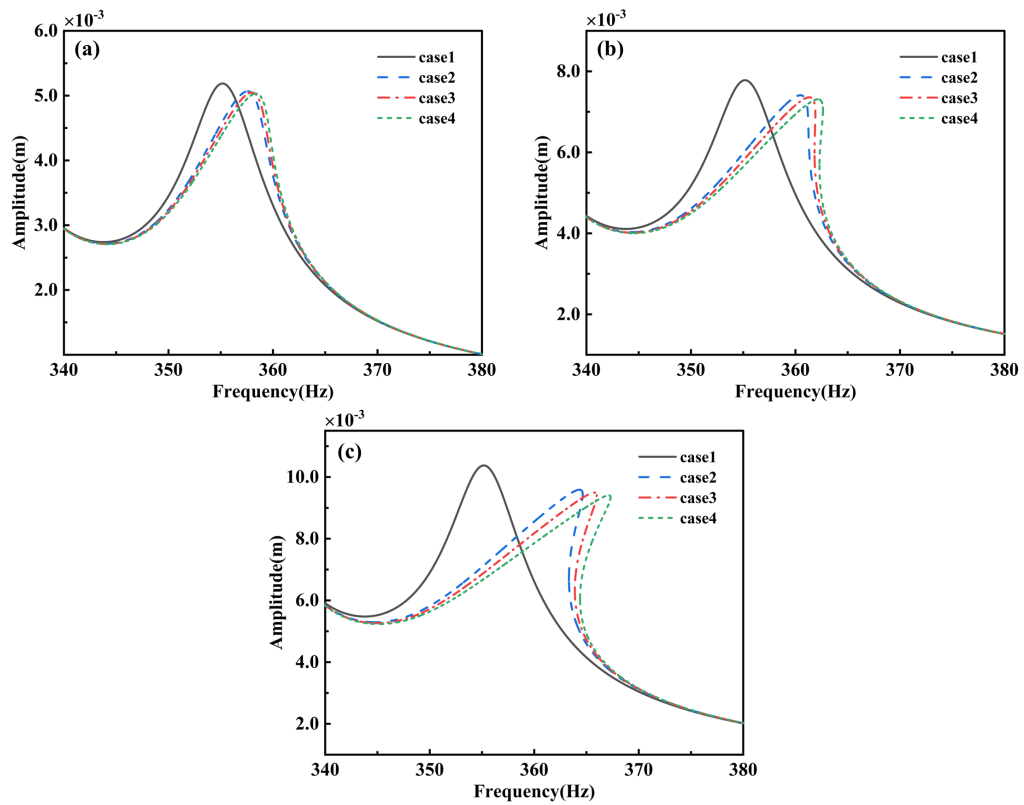 ×10⁻³
(a)
6.0
5.0
4.0
3.0
2.0
Amplitude(m)
case1
case2
case3
case4
340
350
360
370
380
Frequency(Hz)
×10⁻³
(b)
8.0
6.0
4.0
2.0
Amplitude(m)
case1
case2
case3
case4
340
350
360
370
380
Frequency(Hz)
×10⁻³
(c)
10.0
8.0
6.0
4.0
2.0
Amplitude(m)
case1
case2
case3
case4
340
350
360
370
380
Frequency(Hz)